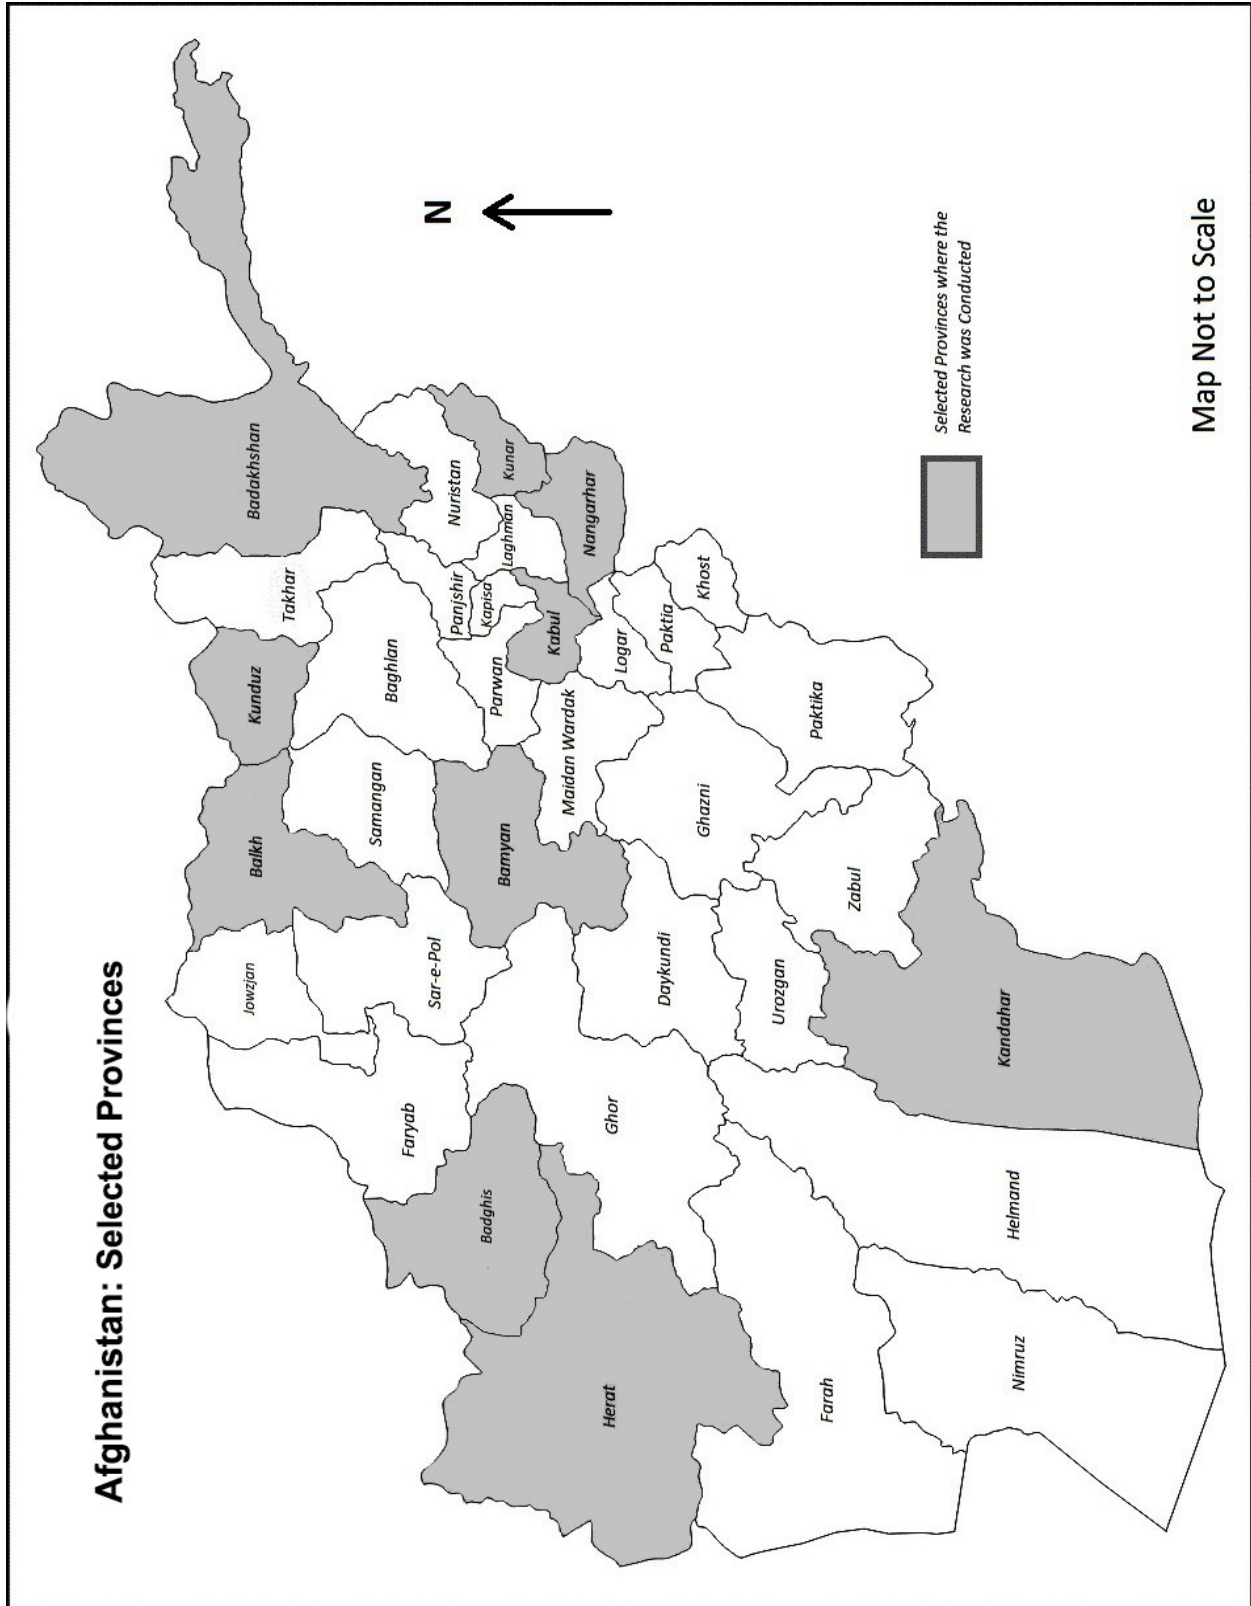 Afghanistan: Selected Provinces
N
Badakhshan
Takhar
Kunduz
Balkh
Jowzjan
Faryab
Sar-e-Pol
Samangan
Baghlan
Panjshir
Nuristan
Kunar
Laghman
Kapisa
Parwan
Kabul
Nangarhar
Logar
Maidan Wardak
Bamyan
Badghis
Herat
Ghor
Daykundi
Ghazni
Paktia
Khost
Paktika
Zabul
Urozgan
Kandahar
Helmand
Nimruz
Farah
Selected Provinces where the
Research was Conducted
Map Not to Scale